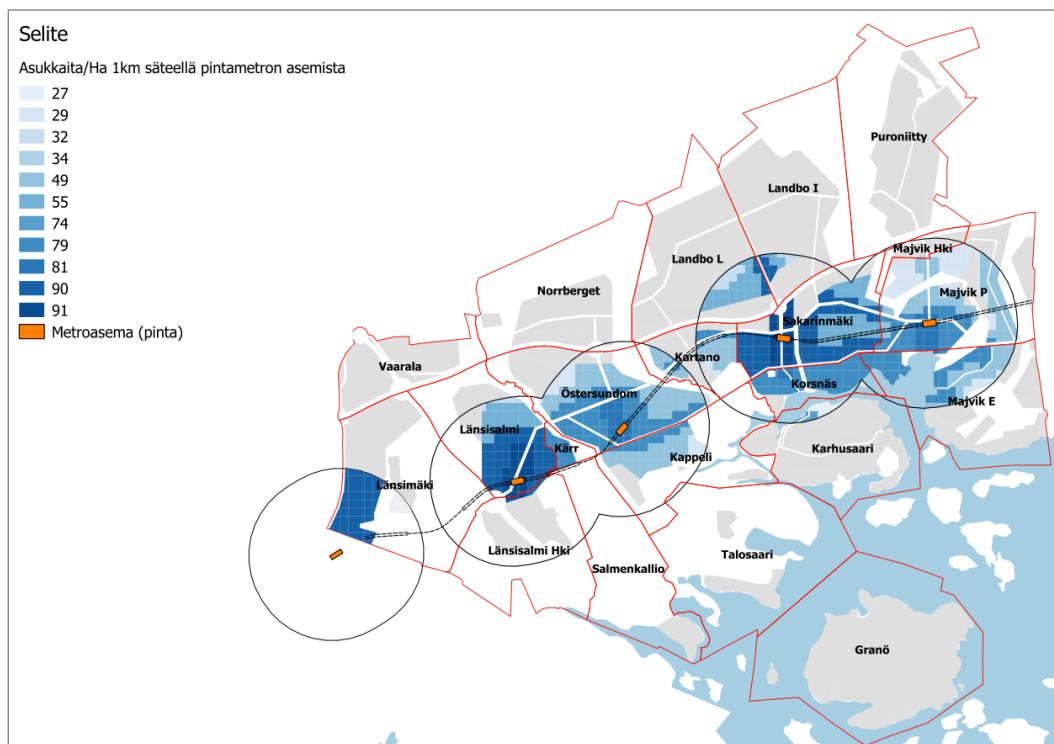 Selite
Asukkaita/Ha 1km säteellä pintametron asemista
27
29
32
34
49
55
74
79
81
90
91
Metroasema (pinta)
Puroniitty
Landbo I
Majvik Hki
Landbo L
Norrberget
Majvik P
Sakarinmäki
Kartano
Vaarala
Korsnäs
Östersundom
Majvik E
Länsisalmi
Kärr
Karhusaari
Kappeli
Länsimäki
Länsisalmi Hki
Talosaari
Salmenkallio
Granö